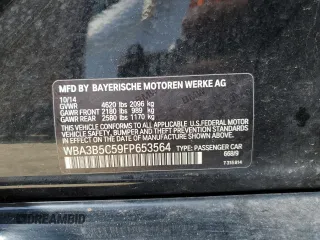 MFD BY BAYERISCHE MOTOREN WERKE AG
10/14
GVWR 4620 lbs 2096 kg
GAWR FRONT 2180 lbs 989 kg
GAWR REAR 2580 lbs 1170 kg
THIS VEHICLE CONFORMS TO ALL APPLICABLE FEDERAL MOTOR
VEHICLE SAFETY, BUMPER, AND THEFT PREVENTION STANDARDS
IN EFFECT ON THE DATE OF MANUFACTURE SHOWN ABOVE.
WBA3B5C59FP653564 TYPE: PASSENGER CAR
668/9
DREAMBID